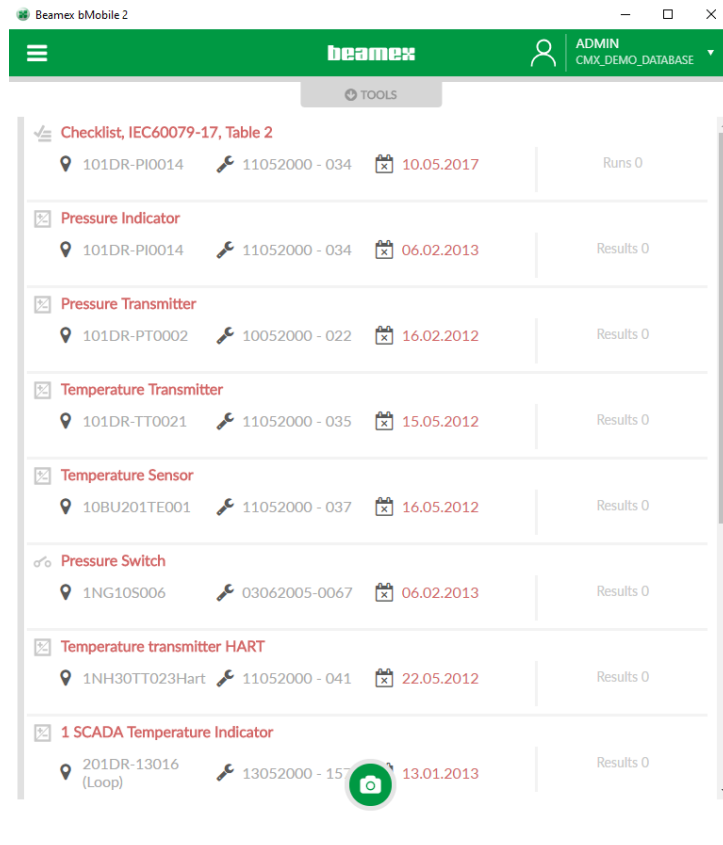 Beamex bMobile 2
beamex
ADMIN
CMX_DEMO_DATABASE
TOOLS
Checklist, IEC60079-17, Table 2
101DR-PI0014 11052000 - 034 10.05.2017 Runs 0
Pressure Indicator
101DR-PI0014 11052000 - 034 06.02.2013 Results 0
Pressure Transmitter
101DR-PT0002 10052000 - 022 16.02.2012 Results 0
Temperature Transmitter
101DR-TT0021 11052000 - 035 15.05.2012 Results 0
Temperature Sensor
10BU201TE001 11052000 - 037 16.05.2012 Results 0
Pressure Switch
1NG10S006 03062005-0067 06.02.2013 Results 0
Temperature transmitter HART
1NH30TT023Hart 11052000 - 041 22.05.2012 Results 0
1 SCADA Temperature Indicator
201DR-13016 13052000 - 157 13.01.2013 Results 0
(Loop)